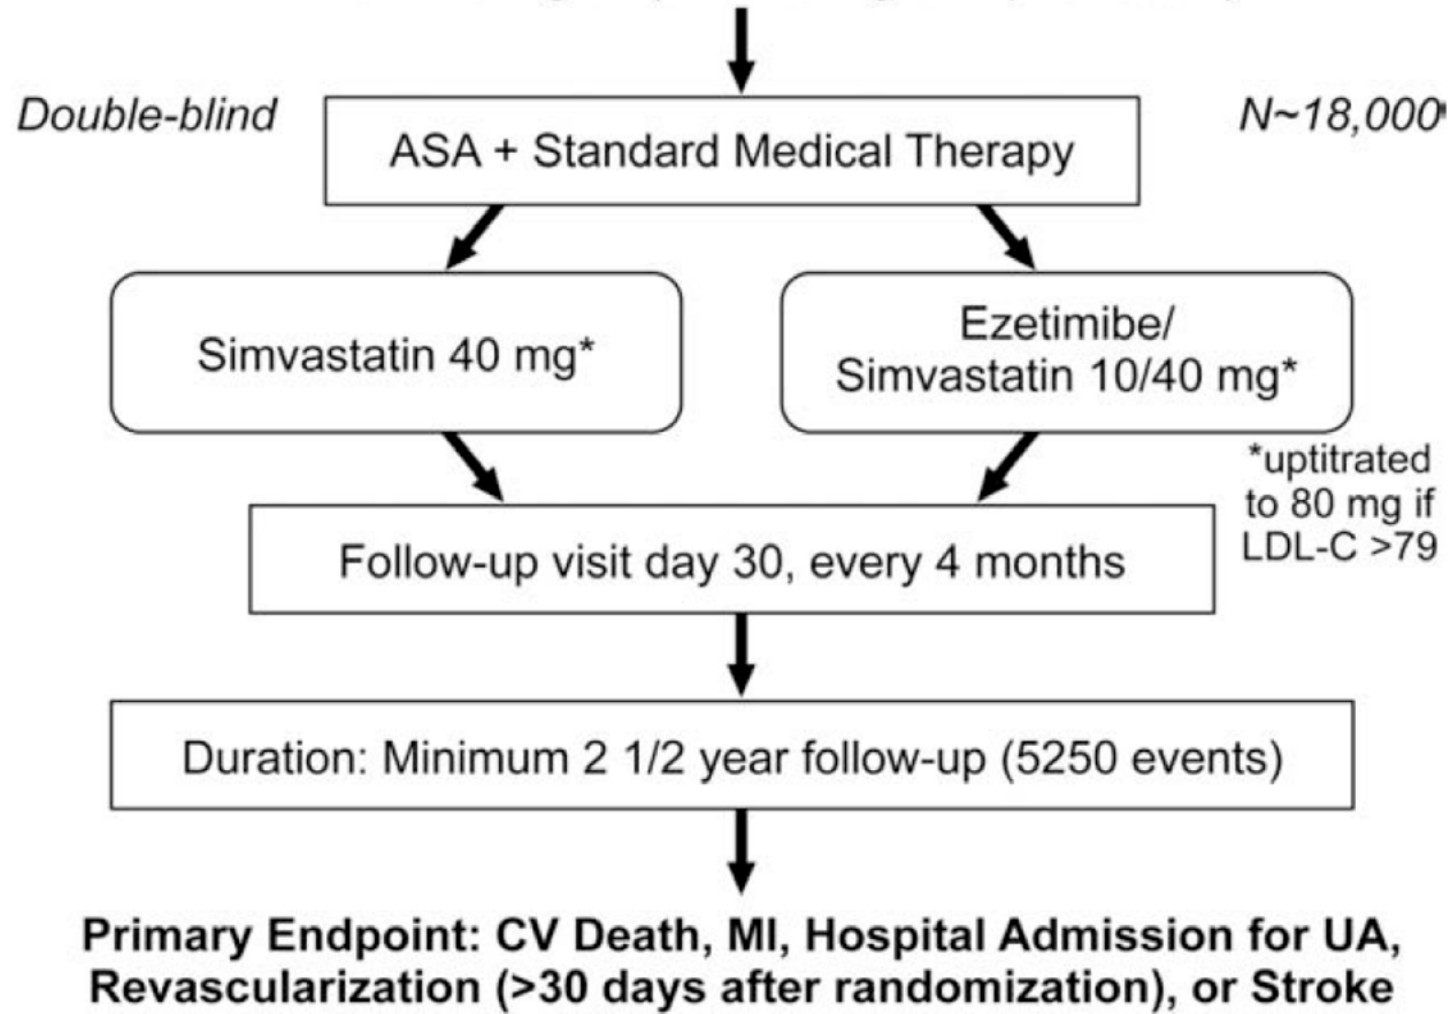 Double-blind
N~18,000
ASA + Standard Medical Therapy
Simvastatin 40 mg*
Ezetimibe/
Simvastatin 10/40 mg*
*uptitrated
to 80 mg if
LDL-C >79
Follow-up visit day 30, every 4 months
Duration: Minimum 2 1/2 year follow-up (5250 events)
Primary Endpoint: CV Death, MI, Hospital Admission for UA,
Revascularization (>30 days after randomization), or Stroke